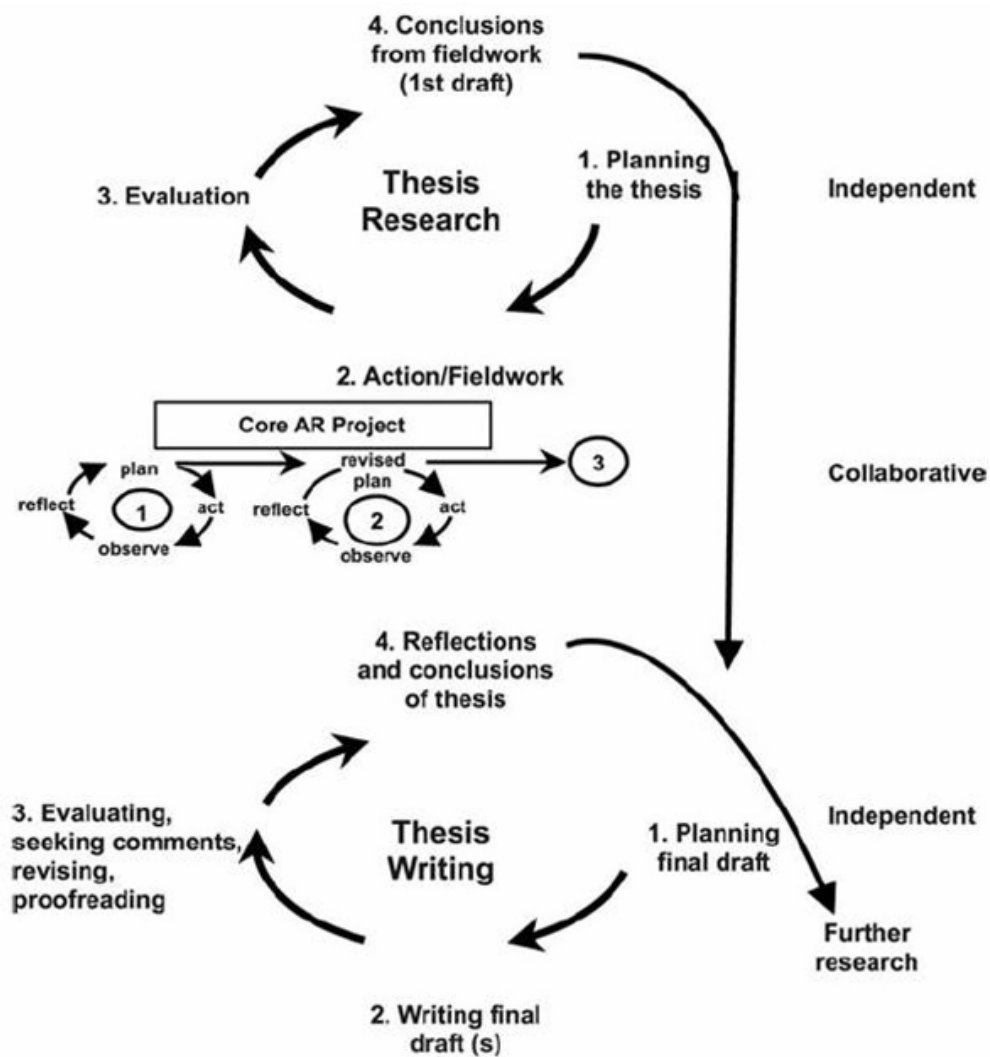 4. Conclusions
from fieldwork
(1st draft)
1. Planning
the thesis
Thesis
Research
3. Evaluation
Independent
2. Action/Fieldwork
Core AR Project
plan
reflect
1
act
observe
revised
plan
reflect
2
act
observe
3
Collaborative
4. Reflections
and conclusions
of thesis
3. Evaluating,
seeking comments,
revising,
proofreading
Thesis
Writing
1. Planning
final draft
Independent
Further
research
2. Writing final
draft (s)